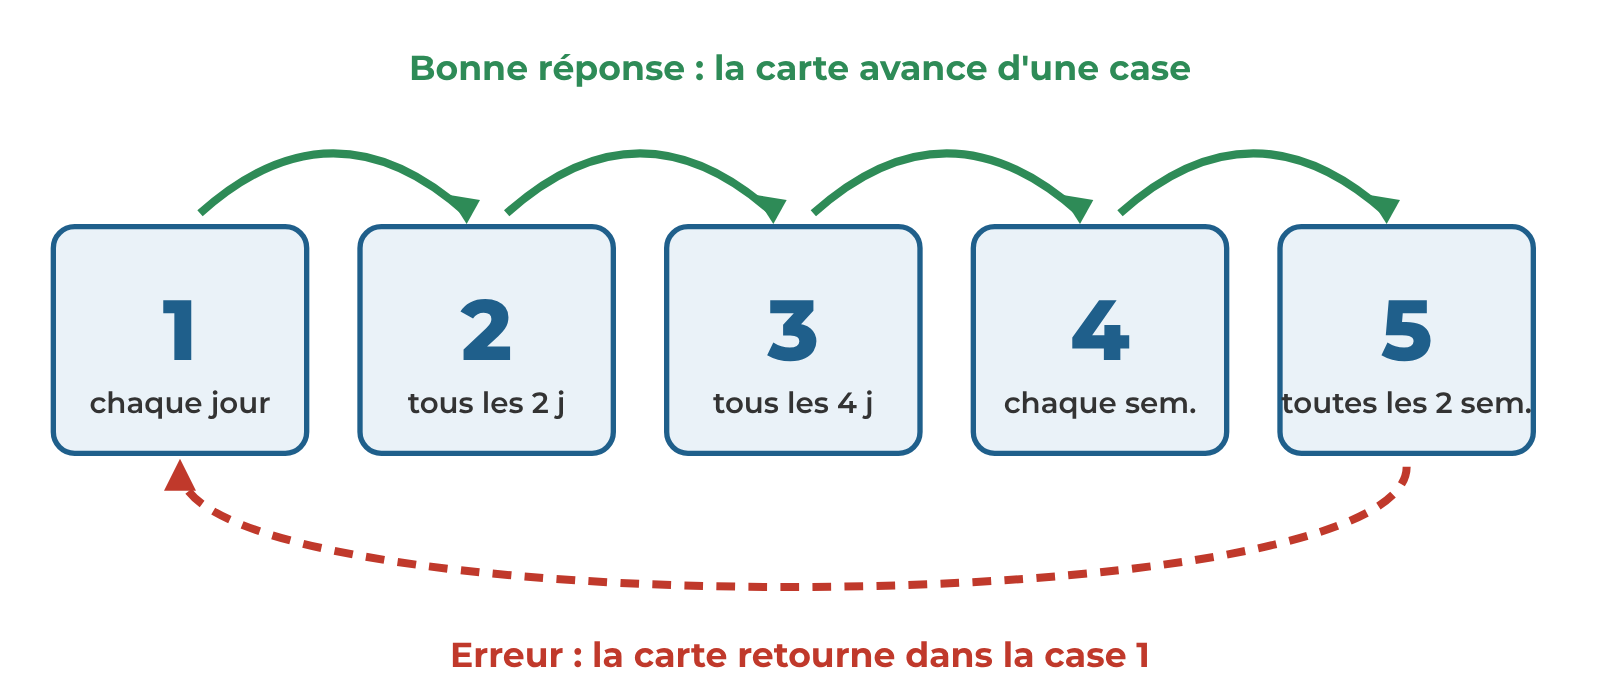 Bonne réponse : la carte avance d'une case
1
2
3
4
5
chaque jour
tous les 2 j
tous les 4 j
chaque sem.
toutes les 2 sem.
Erreur : la carte retourne dans la case 1